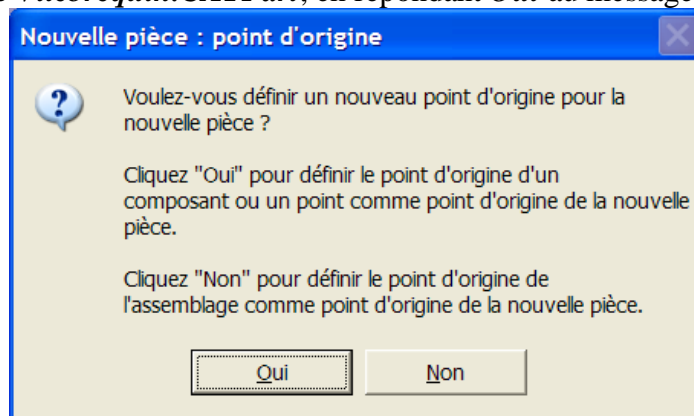 Nouvelle pièce : point d'origine
Voulez-vous définir un nouveau point d'origine pour la
nouvelle pièce ?
Cliquez "Oui" pour définir le point d'origine d'un
composant ou un point comme point d'origine de la nouvelle
pièce.
Cliquez "Non" pour définir le point d'origine de
l'assemblage comme point d'origine de la nouvelle pièce.
Oui
Non